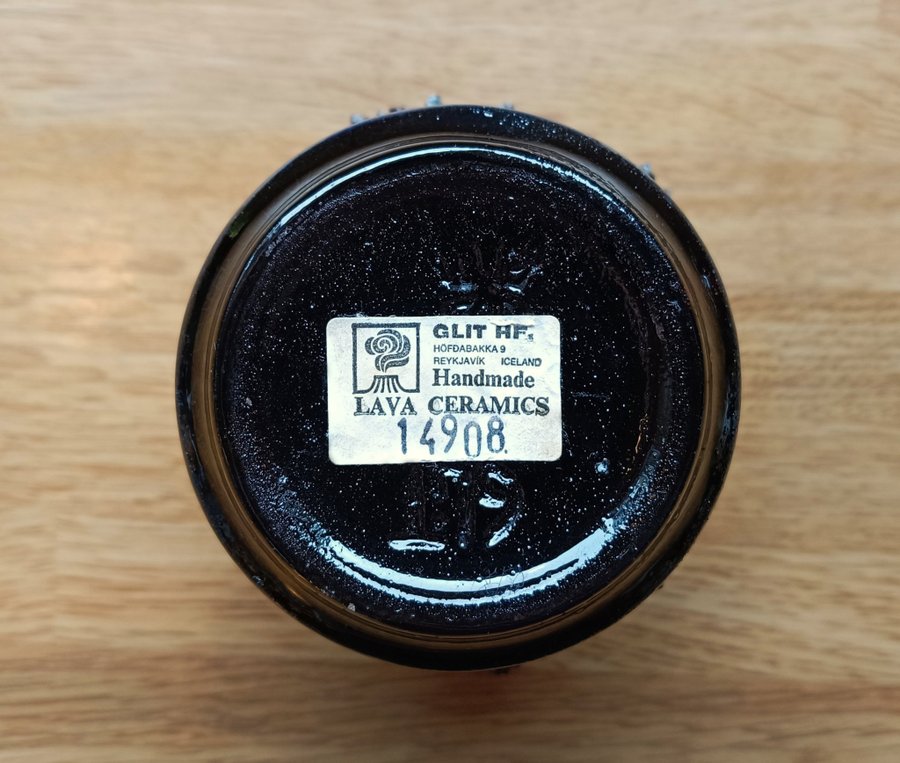 GLIT HF.
HÖFDABAKKA 9
REYKJAVÍK ICELAND
Handmade
LAVA CERAMICS
14908.